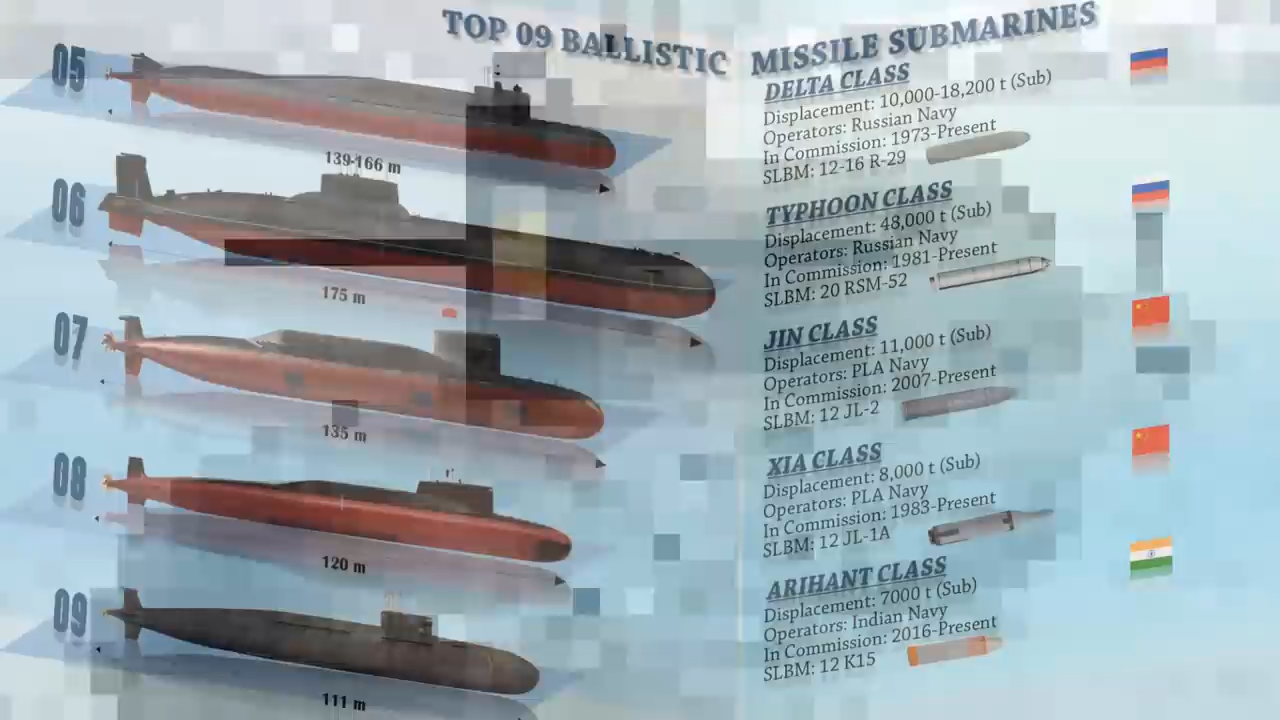 TOP 09 BALLISTIC MISSILE SUBMARINES
05
139-166 m
DELTA CLASS
Displacement: 10,000-18,200 t (Sub)
Operators: Russian Navy
In Commission: 1973-Present
SLBM: 12-16 R-29
06
175 m
TYPHOON CLASS
Displacement: 48,000 t (Sub)
Operators: Russian Navy
In Commission: 1981-Present
SLBM: 20 RSM-52
07
135 m
JIN CLASS
Displacement: 11,000 t (Sub)
Operators: PLA Navy
In Commission: 2007-Present
SLBM: 12 JL-2
08
120 m
XIA CLASS
Displacement: 8,000 t (Sub)
Operators: PLA Navy
In Commission: 1983-Present
SLBM: 12 JL-1A
09
111 m
ARIHANT CLASS
Displacement: 7000 t (Sub)
Operators: Indian Navy
In Commission: 2016-Present
SLBM: 12 K15